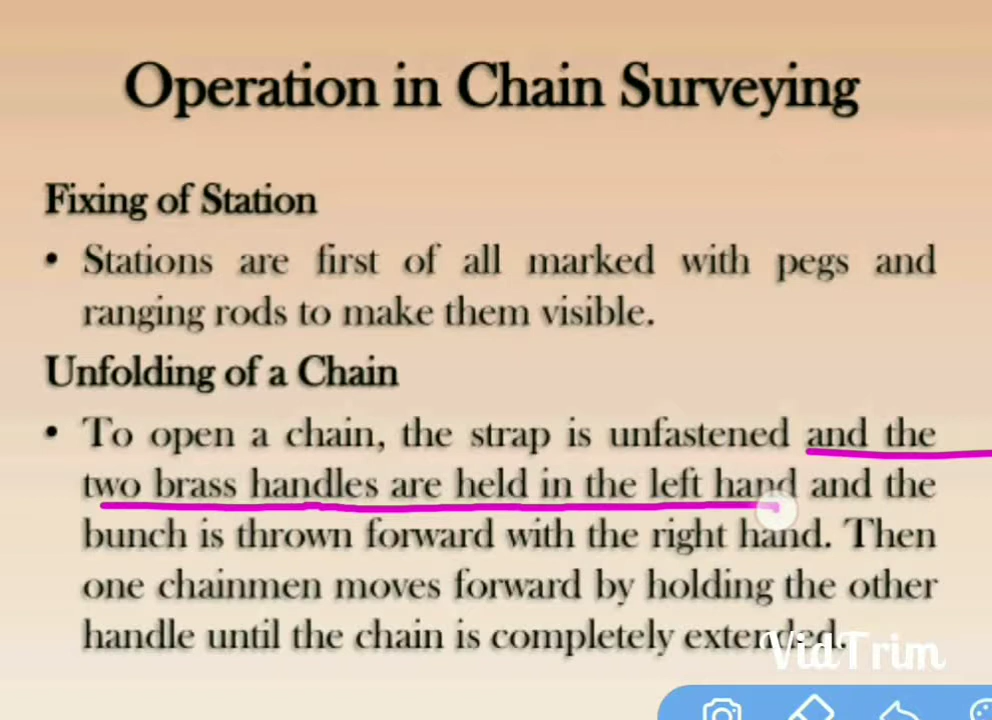 Operation in Chain Surveying
Fixing of Station
• Stations are first of all marked with pegs and
ranging rods to make them visible.
Unfolding of a Chain
• To open a chain, the strap is unfastened and the
two brass handles are held in the left hand and the
bunch is thrown forward with the right hand. Then
one chainmen moves forward by holding the other
handle until the chain is completely extended.
VidTrim